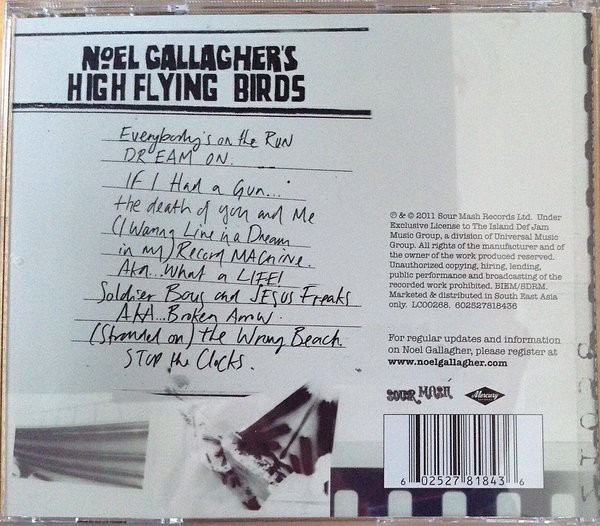 NOEL GALLAGHER'S
HIGH FLYING BIRDS
Everybody's on the RUN
DREAM ON.
IF I Had a Gun...
the death of you and Me
(I Wanna Live in a Dream
in my) Record MACHINE.
AKA... What a LIFE!
Soldier Boys and JESUS Freaks
AKA... Broken Arrow.
(Stranded on) the Wrong Beach
STOP the Clocks.
℗ & © 2011 Sour Mash Records Ltd. Under
Exclusive License to The Island Def Jam
Music Group, a division of Universal Music
Group. All rights of the manufacturer and of
the owner of the work produced reserved.
Unauthorized copying, hiring, lending,
public performance and broadcasting of the
recorded work prohibited. BIEM/SDRM.
Marketed & distributed in South East Asia
only. LC00268. 602527818436
For regular updates and information
on Noel Gallagher, please register at
www.noelgallagher.com
SOUR MASH
Mercury
6 02527 81843 6